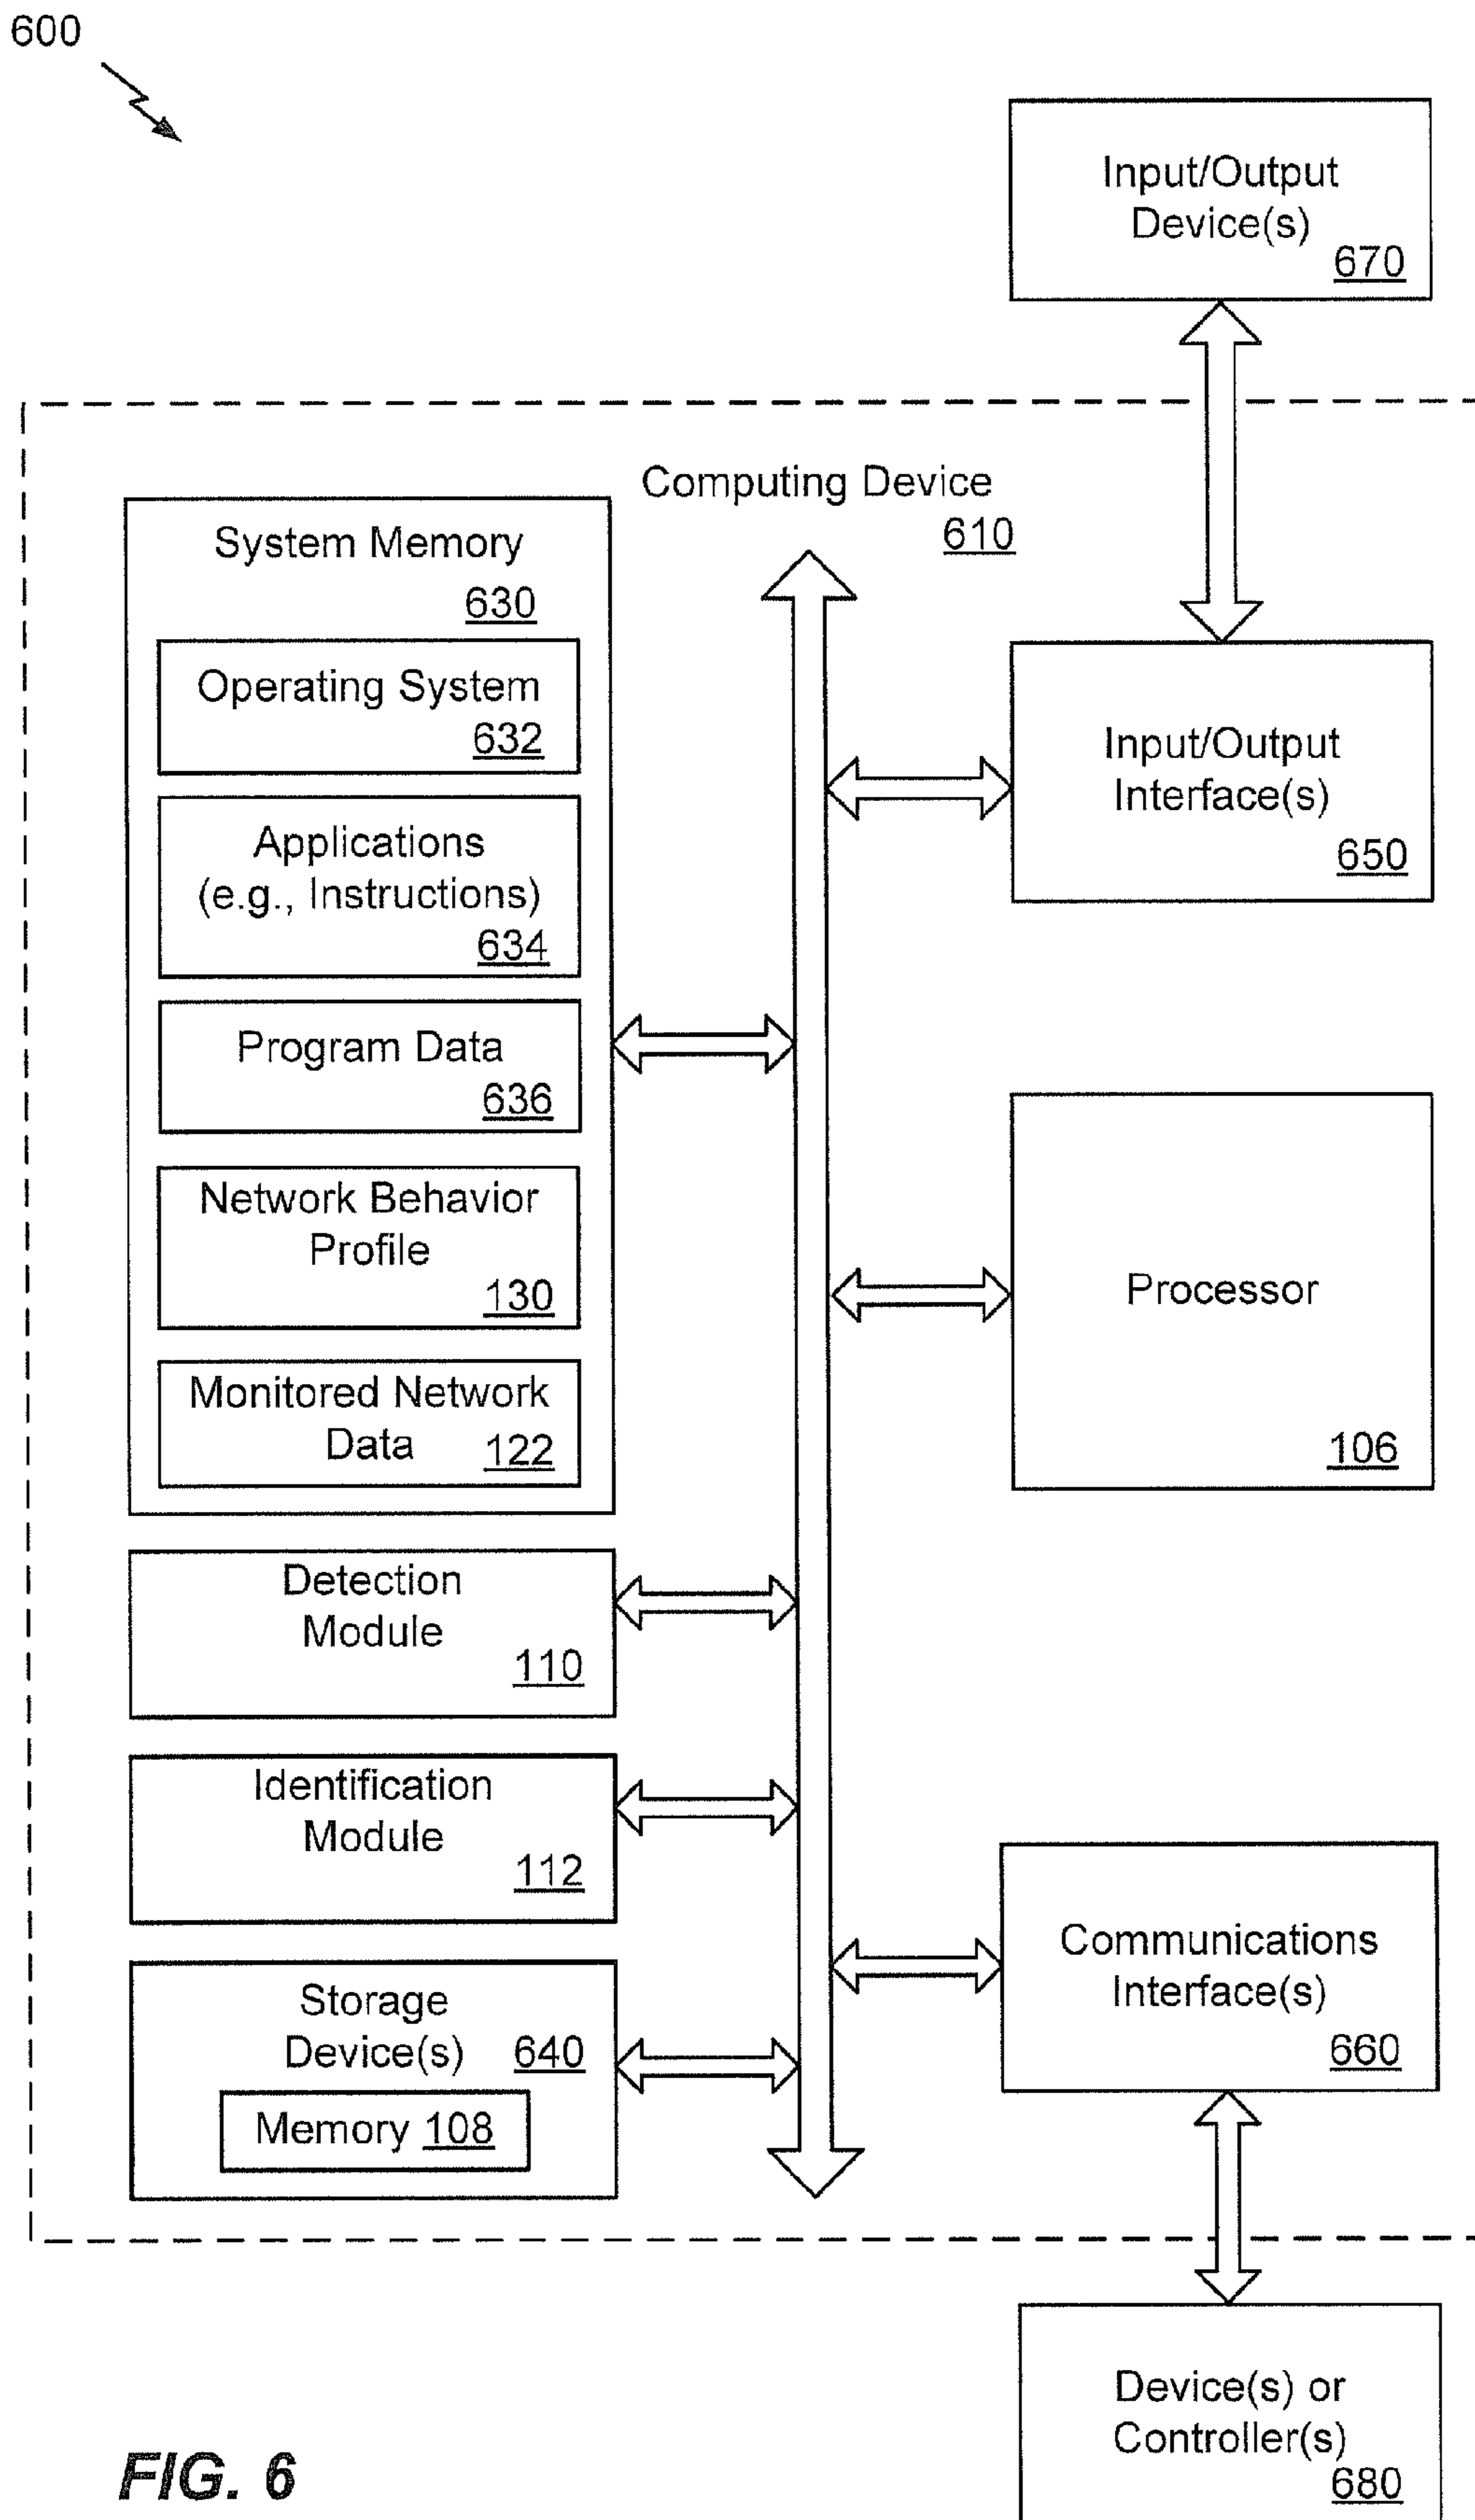 600
Input/Output
Device(s)
670
Computing Device
610
System Memory
630
Operating System
632
Applications
(e.g., Instructions)
634
Program Data
636
Network Behavior
Profile
130
Monitored Network
Data 122
Detection
Module
110
Identification
Module
112
Storage
Device(s) 640
Memory 108
Input/Output
Interface(s)
650
Processor
106
Communications
Interface(s)
660
Device(s) or
Controller(s)
680
FIG. 6